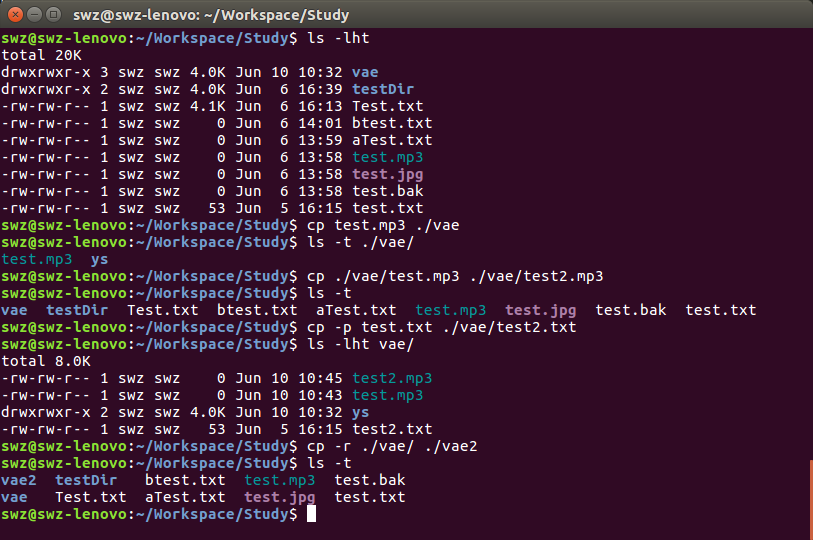 swz@swz-lenovo: ~/Workspace/Study
swz@swz-lenovo:~/Workspace/Study$ ls -lht
total 20K
drwxrwxr-x 3 swz swz 4.0K Jun 10 10:32 vae
drwxrwxr-x 2 swz swz 4.0K Jun  6 16:39 testDir
-rw-rw-r-- 1 swz swz 4.1K Jun  6 16:13 Test.txt
-rw-rw-r-- 1 swz swz    0 Jun  6 14:01 btest.txt
-rw-rw-r-- 1 swz swz    0 Jun  6 13:59 aTest.txt
-rw-rw-r-- 1 swz swz    0 Jun  6 13:58 test.mp3
-rw-rw-r-- 1 swz swz    0 Jun  6 13:58 test.jpg
-rw-rw-r-- 1 swz swz    0 Jun  6 13:58 test.bak
-rw-rw-r-- 1 swz swz   53 Jun  5 16:15 test.txt
swz@swz-lenovo:~/Workspace/Study$ cp test.mp3 ./vae
swz@swz-lenovo:~/Workspace/Study$ ls -t ./vae/
test.mp3  ys
swz@swz-lenovo:~/Workspace/Study$ cp ./vae/test.mp3 ./vae/test2.mp3
swz@swz-lenovo:~/Workspace/Study$ ls -t
vae  testDir  Test.txt  btest.txt  aTest.txt  test.mp3  test.jpg  test.bak  test.txt
swz@swz-lenovo:~/Workspace/Study$ cp -p test.txt ./vae/test2.txt
swz@swz-lenovo:~/Workspace/Study$ ls -lht vae/
total 8.0K
-rw-rw-r-- 1 swz swz    0 Jun 10 10:45 test2.mp3
-rw-rw-r-- 1 swz swz    0 Jun 10 10:43 test.mp3
drwxrwxr-x 2 swz swz 4.0K Jun 10 10:32 ys
-rw-rw-r-- 1 swz swz   53 Jun  5 16:15 test2.txt
swz@swz-lenovo:~/Workspace/Study$ cp -r ./vae/ ./vae2
swz@swz-lenovo:~/Workspace/Study$ ls -t
vae2  testDir   btest.txt  test.mp3  test.bak
vae   Test.txt  aTest.txt  test.jpg  test.txt
swz@swz-lenovo:~/Workspace/Study$